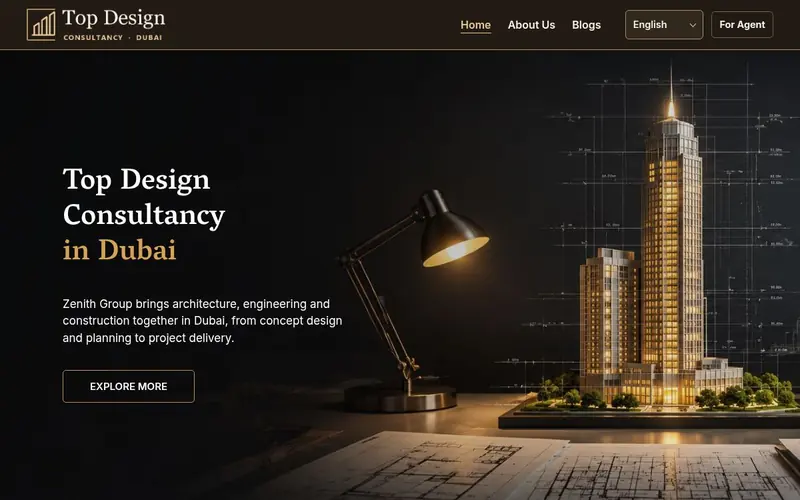 Top Design
CONSULTANCY · DUBAI
Home
About Us
Blogs
English
For Agent
Top Design
Consultancy
in Dubai
Zenith Group brings architecture, engineering and
construction together in Dubai, from concept design
and planning to project delivery.
EXPLORE MORE